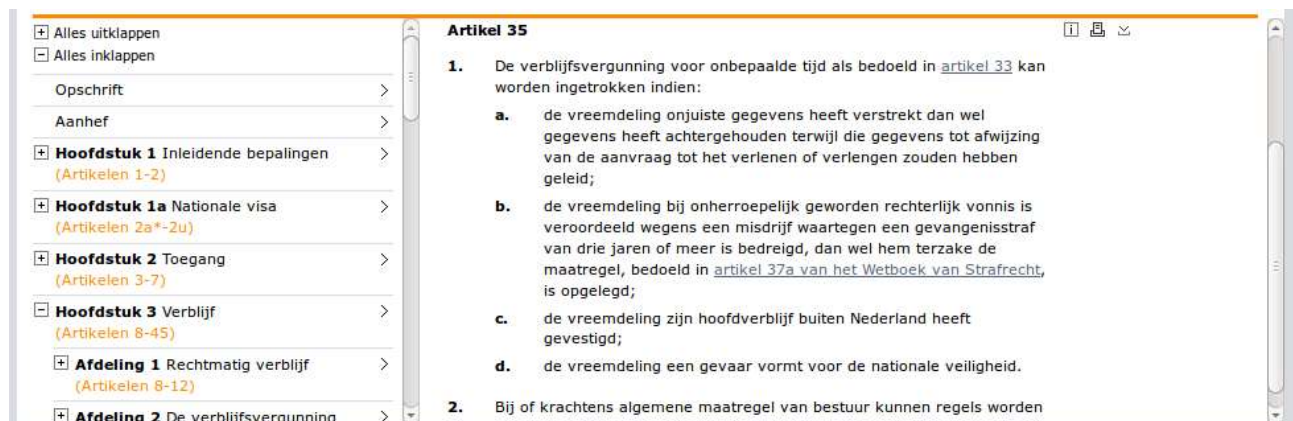 Alles uitklappen
Alles inklappen
Opschrift
Aanhef
Hoofdstuk 1 Inleidende bepalingen
(Artikelen 1-2)
Hoofdstuk 1a Nationale visa
(Artikelen 2a*-2u)
Hoofdstuk 2 Toegang
(Artikelen 3-7)
Hoofdstuk 3 Verblijf
(Artikelen 8-45)
Afdeling 1 Rechtmatig verblijf
(Artikelen 8-12)
Afdeling 2 De verblijfsvergunning
Artikel 35
1. De verblijfsvergunning voor onbepaalde tijd als bedoeld in artikel 33 kan
worden ingetrokken indien:
a. de vreemdeling onjuiste gegevens heeft verstrekt dan wel
gegevens heeft achtergehouden terwijl die gegevens tot afwijzing
van de aanvraag tot het verlenen of verlengen zouden hebben
geleid;
b. de vreemdeling bij onherroepelijk geworden rechterlijk vonnis is
veroordeeld wegens een misdrijf waartegen een gevangenisstraf
van drie jaren of meer is bedreigd, dan wel hem terzake de
maatregel, bedoeld in artikel 37a van het Wetboek van Strafrecht,
is opgelegd;
c. de vreemdeling zijn hoofdverblijf buiten Nederland heeft
gevestigd;
d. de vreemdeling een gevaar vormt voor de nationale veiligheid.
2. Bij of krachtens algemene maatregel van bestuur kunnen regels worden